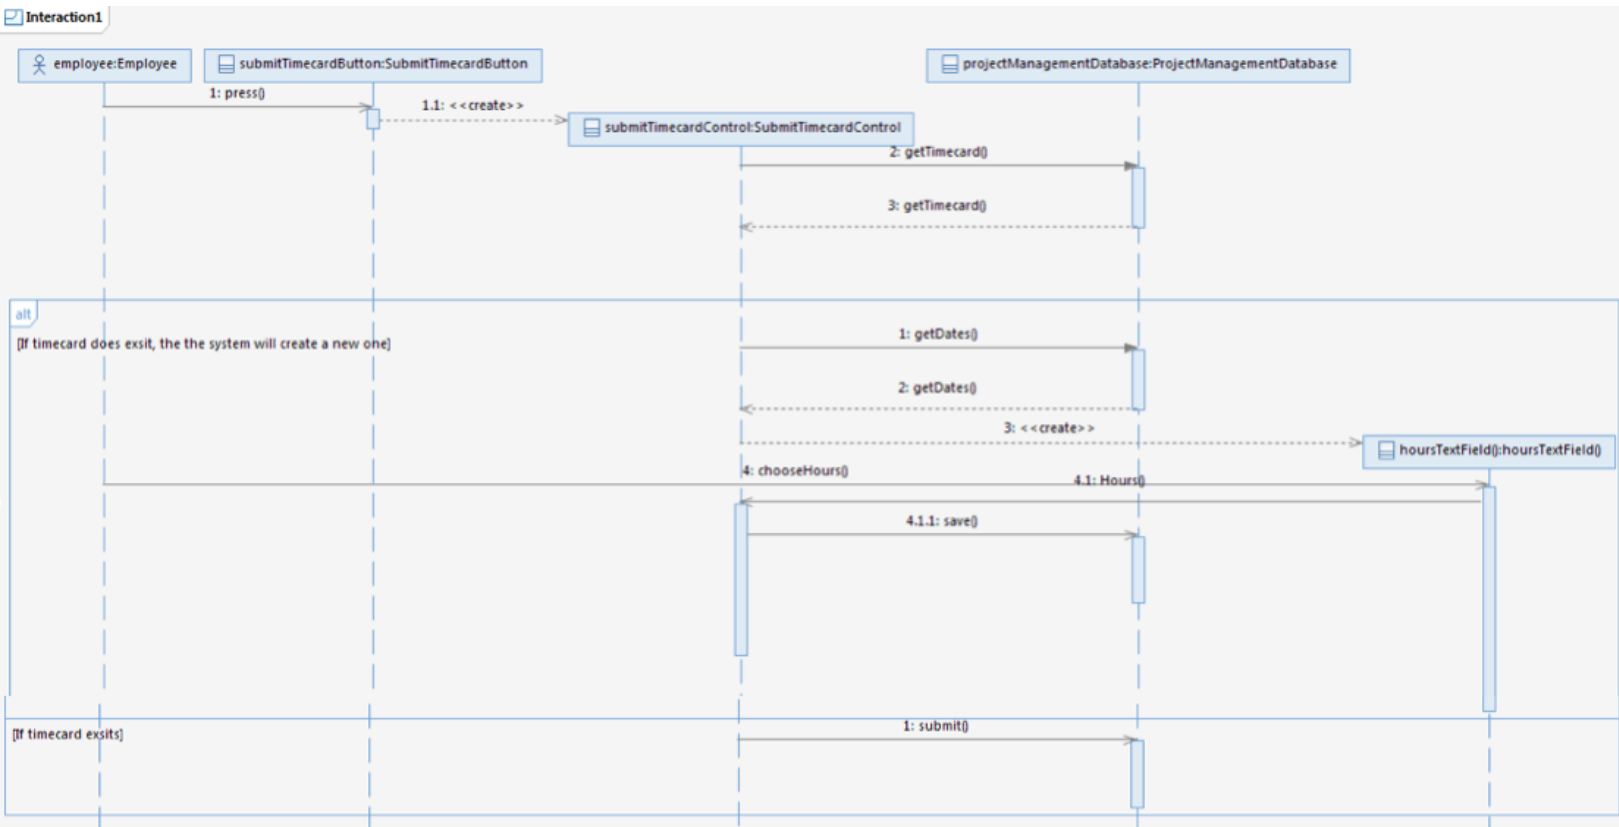 Interaction1
employee:Employee
submitTimecardButton:SubmitTimecardButton
projectManagementDatabase:ProjectManagementDatabase
1: press()
1.1: <<create>>
submitTimecardControl:SubmitTimecardControl
2: getTimecard()
3: getTimecard()
alt
[If timecard does exsit, the the system will create a new one]
1: getDates()
2: getDates()
3: <<create>>
hoursTextField():hoursTextField()
4: chooseHours()
4.1: Hours()
4.1.1: save()
[If timecard exsits]
1: submit()